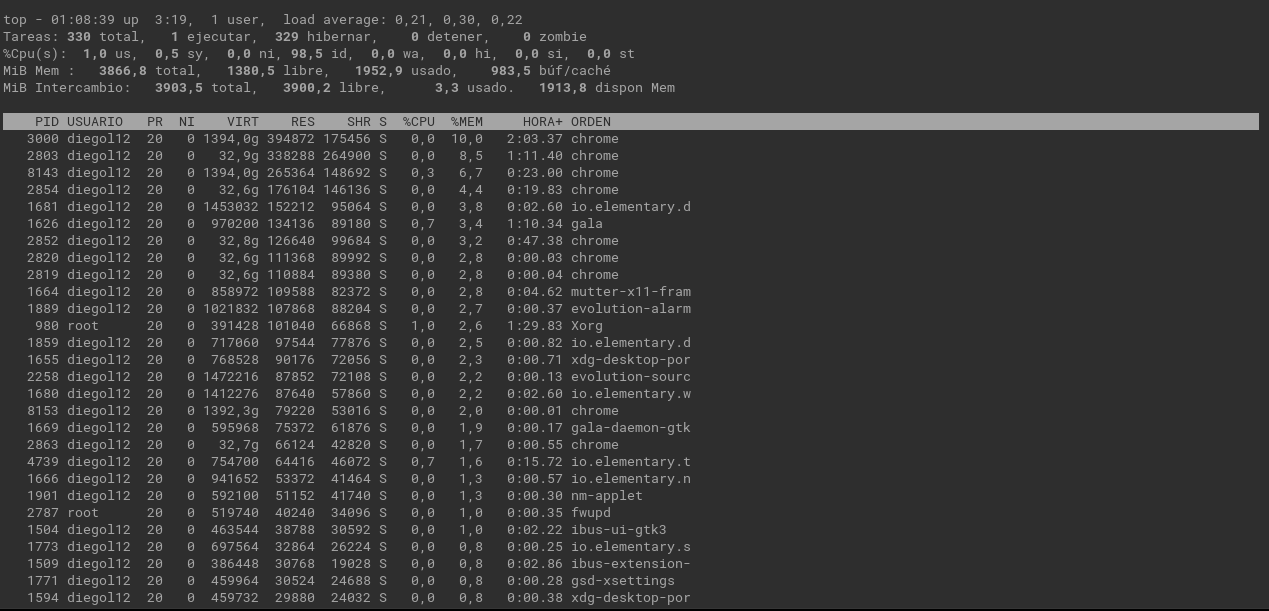 top - 01:08:39 up  3:19,  1 user,  load average: 0,21, 0,30, 0,22
Tareas: 330 total,   1 ejecutar, 329 hibernar,    0 detener,    0 zombie
%Cpu(s):  1,0 us,  0,5 sy,  0,0 ni, 98,5 id,  0,0 wa,  0,0 hi,  0,0 si,  0,0 st
MiB Mem :   3866,8 total,   1380,5 libre,   1952,9 usado,    983,5 búf/caché
MiB Intercambio:   3903,5 total,   3900,2 libre,      3,3 usado.   1913,8 dispon Mem
PID USUARIO   PR  NI    VIRT    RES    SHR S  %CPU  %MEM     HORA+ ORDEN
3000 diegol12  20   0 1394,0g 394872 175456 S   0,0  10,0   2:03.37 chrome
2803 diegol12  20   0   32,9g 338288 264900 S   0,0   8,5   1:11.40 chrome
8143 diegol12  20   0 1394,0g 265364 148692 S   0,3   6,7   0:23.00 chrome
2854 diegol12  20   0   32,6g 176104 146136 S   0,0   4,4   0:19.83 chrome
1681 diegol12  20   0 1453032 152212  95064 S   0,0   3,8   0:02.60 io.elementary.d
1626 diegol12  20   0  970200 134136  89180 S   0,7   3,4   1:10.34 gala
2852 diegol12  20   0   32,8g 126640  99684 S   0,0   3,2   0:47.38 chrome
2820 diegol12  20   0   32,6g 111368  89992 S   0,0   2,8   0:00.03 chrome
2819 diegol12  20   0   32,6g 110884  89380 S   0,0   2,8   0:00.04 chrome
1664 diegol12  20   0  858972 109588  82372 S   0,0   2,8   0:04.62 mutter-x11-fram
1889 diegol12  20   0 1021832 107868  88204 S   0,0   2,7   0:00.37 evolution-alarm
980 root      20   0  391428 101040  66868 S   1,0   2,6   1:29.83 Xorg
1859 diegol12  20   0  717060  97544  77876 S   0,0   2,5   0:00.82 io.elementary.d
1655 diegol12  20   0  768528  90176  72056 S   0,0   2,3   0:00.71 xdg-desktop-por
2258 diegol12  20   0 1472216  87852  72108 S   0,0   2,2   0:00.13 evolution-sourc
1680 diegol12  20   0 1412276  87640  57860 S   0,0   2,2   0:02.60 io.elementary.w
8153 diegol12  20   0 1392,3g  79220  53016 S   0,0   2,0   0:00.01 chrome
1669 diegol12  20   0  595968  75372  61876 S   0,0   1,9   0:00.17 gala-daemon-gtk
2863 diegol12  20   0   32,7g  66124  42820 S   0,0   1,7   0:00.55 chrome
4739 diegol12  20   0  754700  64416  46072 S   0,7   1,6   0:15.72 io.elementary.t
1666 diegol12  20   0  941652  53372  41464 S   0,0   1,3   0:00.57 io.elementary.n
1901 diegol12  20   0  592100  51152  41740 S   0,0   1,3   0:00.30 nm-applet
2787 root      20   0  519740  40240  34096 S   0,0   1,0   0:00.35 fwupd
1504 diegol12  20   0  463544  38788  30592 S   0,0   1,0   0:02.22 ibus-ui-gtk3
1773 diegol12  20   0  697564  32864  26224 S   0,0   0,8   0:00.25 io.elementary.s
1509 diegol12  20   0  386448  30768  19028 S   0,0   0,8   0:02.86 ibus-extension-
1771 diegol12  20   0  459964  30524  24688 S   0,0   0,8   0:00.28 gsd-xsettings
1594 diegol12  20   0  459732  29880  24032 S   0,0   0,8   0:00.38 xdg-desktop-por